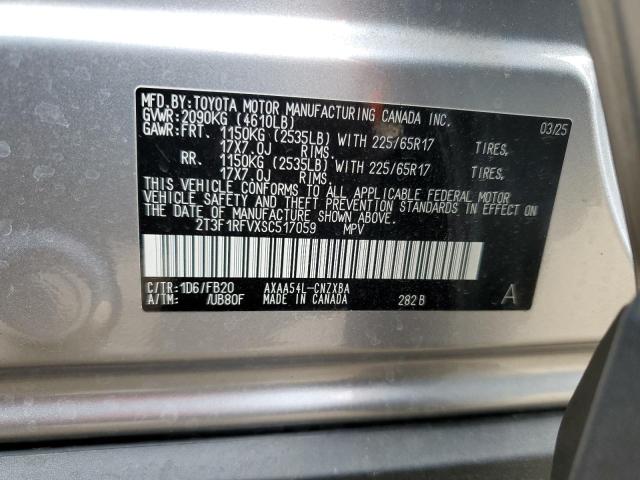 MFD.BY:TOYOTA MOTOR MANUFACTURING CANADA INC.
GVWR:2090KG (4610LB) 03/25
GAWR:FRT. 1150KG (2535LB) WITH 225/65R17 TIRES,
17X7.0J RIMS.
RR. 1150KG (2535LB) WITH 225/65R17 TIRES,
17X7.0J RIMS.
THIS VEHICLE CONFORMS TO ALL APPLICABLE FEDERAL MOTOR
VEHICLE SAFETY AND THEFT PREVENTION STANDARDS IN EFFECT ON
THE DATE OF MANUFACTURE SHOWN ABOVE.
2T3F1RFVXSC517059 MPV
C/TR:1D6/FB20 AXAA54L-CNZXBA
A/TM: /UB80F MADE IN CANADA 282B A